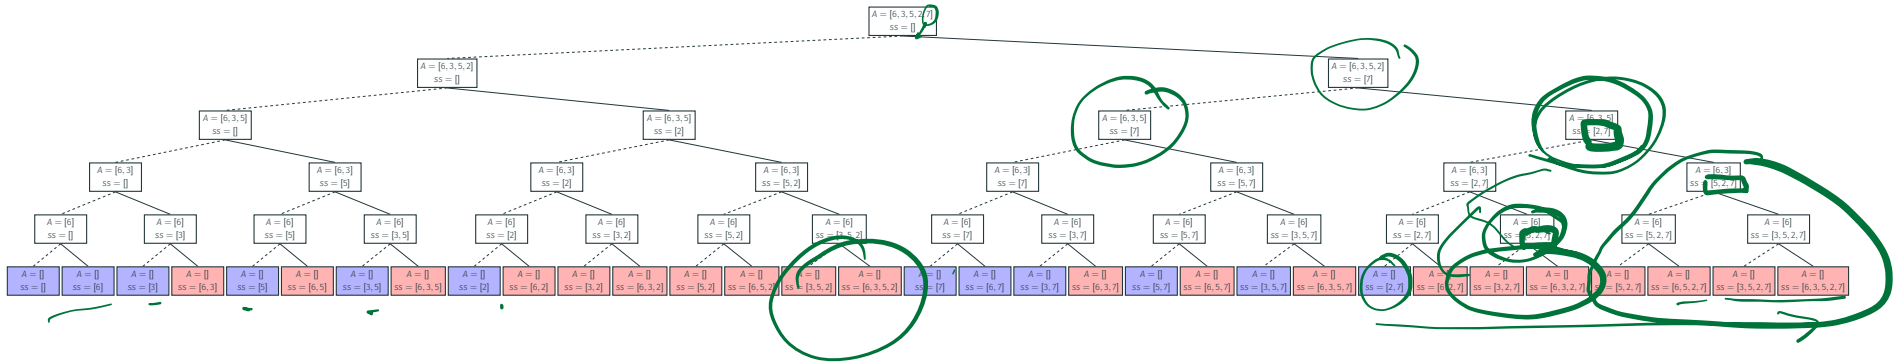 A = [6, 3, 5, 2, 7]
ss = []
A = [6, 3, 5, 2]
ss = []
A = [6, 3, 5, 2]
ss = [7]
A = [6, 3, 5]
ss = []
A = [6, 3, 5]
ss = [2]
A = [6, 3, 5]
ss = [7]
A = [6, 3, 5]
ss = [2, 7]
A = [6, 3]
ss = []
A = [6, 3]
ss = [5]
A = [6, 3]
ss = [2]
A = [6, 3]
ss = [5, 2]
A = [6, 3]
ss = [7]
A = [6, 3]
ss = [5, 7]
A = [6, 3]
ss = [2, 7]
A = [6, 3]
ss = [5, 2, 7]
A = [6]
ss = []
A = [6]
ss = [3]
A = [6]
ss = [5]
A = [6]
ss = [3, 5]
A = [6]
ss = [2]
A = [6]
ss = [3, 2]
A = [6]
ss = [5, 2]
A = [6]
ss = [3, 5, 2]
A = [6]
ss = [7]
A = [6]
ss = [3, 7]
A = [6]
ss = [5, 7]
A = [6]
ss = [3, 5, 7]
A = [6]
ss = [2, 7]
A = [6]
ss = [3, 2, 7]
A = [6]
ss = [5, 2, 7]
A = [6]
ss = [3, 5, 2, 7]
A = []
ss = []
A = []
ss = [6]
A = []
ss = [3]
A = []
ss = [6, 3]
A = []
ss = [5]
A = []
ss = [6, 5]
A = []
ss = [3, 5]
A = []
ss = [6, 3, 5]
A = []
ss = [2]
A = []
ss = [6, 2]
A = []
ss = [3, 2]
A = []
ss = [6, 3, 2]
A = []
ss = [5, 2]
A = []
ss = [6, 5, 2]
A = []
ss = [3, 5, 2]
A = []
ss = [6, 3, 5, 2]
A = []
ss = [7]
A = []
ss = [6, 7]
A = []
ss = [3, 7]
A = []
ss = [6, 3, 7]
A = []
ss = [5, 7]
A = []
ss = [6, 5, 7]
A = []
ss = [3, 5, 7]
A = []
ss = [6, 3, 5, 7]
A = []
ss = [2, 7]
A = []
ss = [6, 2, 7]
A = []
ss = [3, 2, 7]
A = []
ss = [6, 3, 2, 7]
A = []
ss = [5, 2, 7]
A = []
ss = [6, 5, 2, 7]
A = []
ss = [3, 5, 2, 7]
A = []
ss = [6, 3, 5, 2, 7]